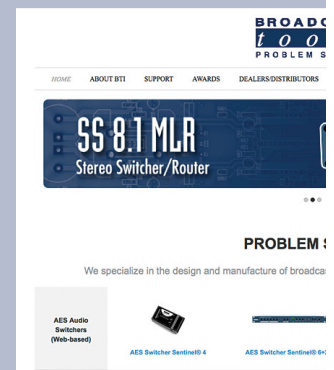 BROADC
too
PROBLEM S
HOME ABOUT BTI SUPPORT AWARDS DEALERS/DISTRIBUTORS
SS 8.1 MLR
Stereo Switcher/Router
PROBLEM S
We specialize in the design and manufacture of broadcas
AES Audio
Switchers
(Web-based)
AES Switcher Sentinel® 4 AES Switcher Sentinel® 6+